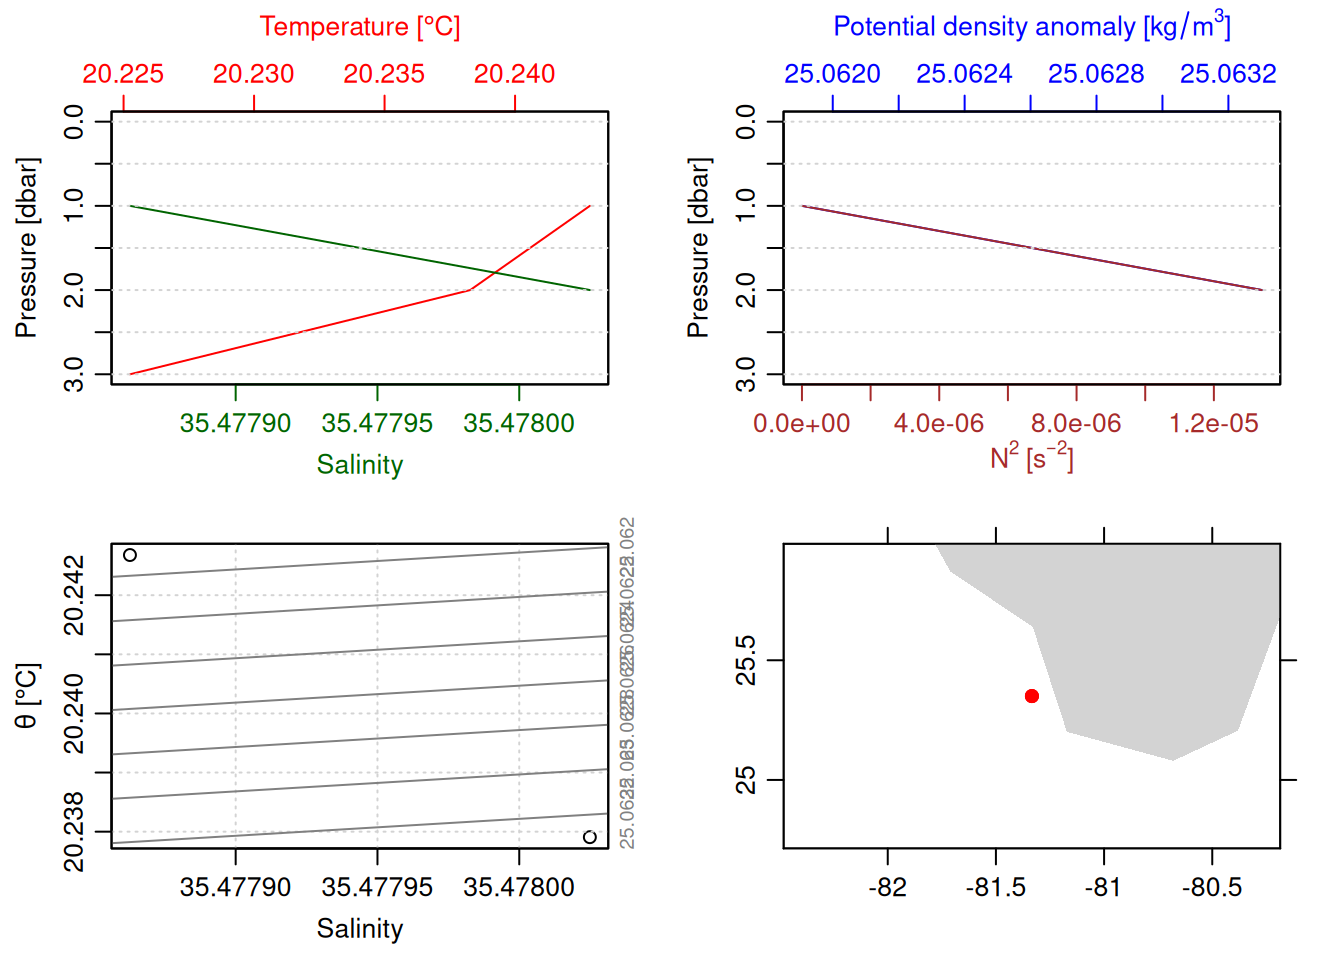 Temperature [°C]
20.225 20.230 20.235 20.240
Pressure [dbar]
0.0 1.0 2.0 3.0
35.47790 35.47795 35.47800
Salinity
Potential density anomaly [kg/m³]
25.0620 25.0624 25.0628 25.0632
Pressure [dbar]
0.0 1.0 2.0 3.0
0.0e+00 4.0e-06 8.0e-06 1.2e-05
N² [s⁻²]
θ [°C]
20.242 20.240 20.238
35.47790 35.47795 35.47800
Salinity
25.5
25
-82 -81.5 -81 -80.5